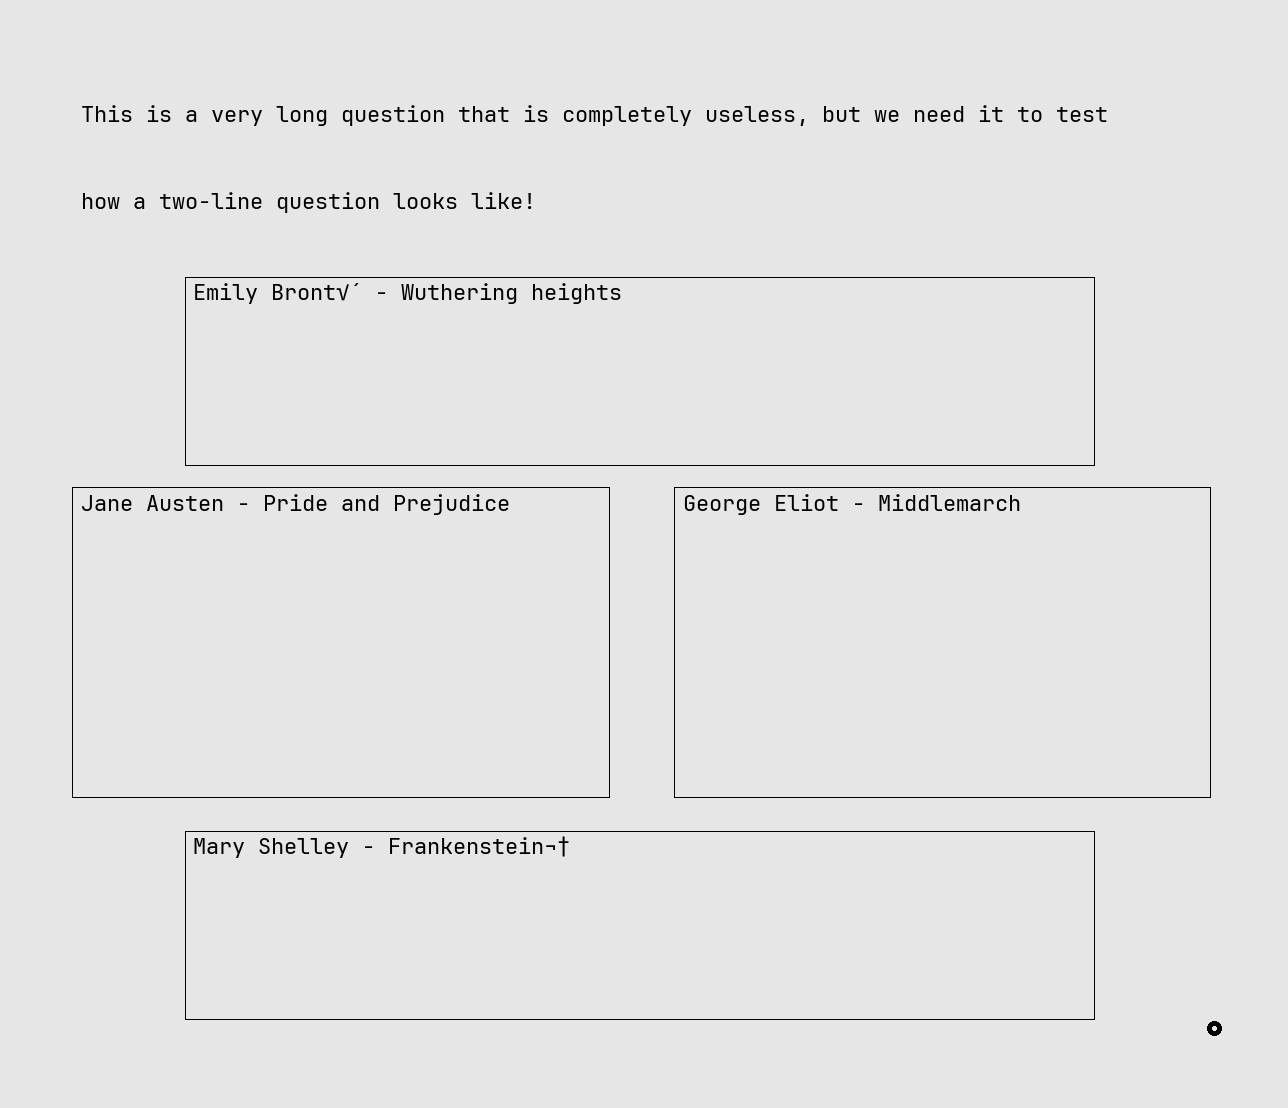 This is a very long question that is completely useless, but we need it to test
how a two-line question looks like!
Emily Bront√´ - Wuthering heights
Jane Austen - Pride and Prejudice
George Eliot - Middlemarch
Mary Shelley - Frankenstein¬†